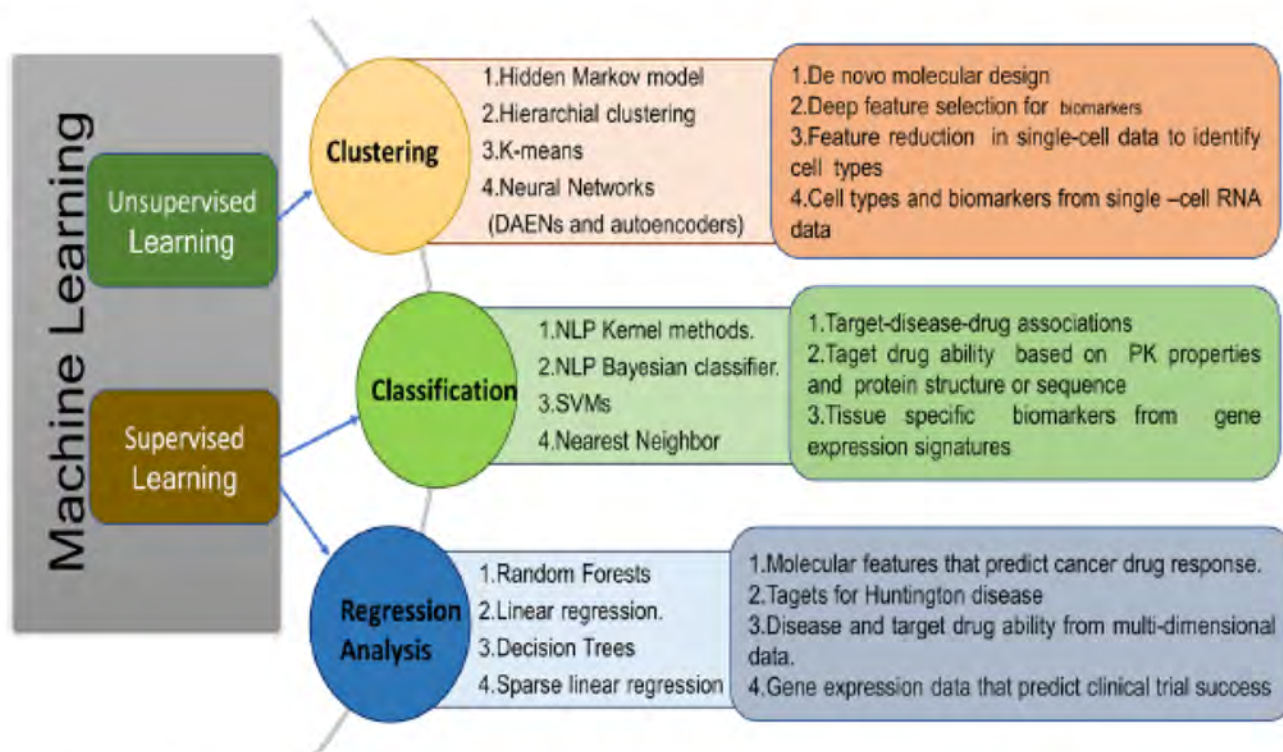 Machine Learning
Unsupervised
Learning
Supervised
Learning
Clustering
1.Hidden Markov model
2.Hierarchial clustering
3.K-means
4.Neural Networks
(DAENs and autoencoders)
1.De novo molecular design
2.Deep feature selection for biomarkers
3.Feature reduction in single-cell data to identify
cell types
4.Cell types and biomarkers from single –cell RNA
data
Classification
1.NLP Kernel methods.
2.NLP Bayesian classifier.
3.SVMs
4.Nearest Neighbor
1.Target-disease-drug associations
2.Taget drug ability based on PK properties
and protein structure or sequence
3.Tissue specific biomarkers from gene
expression signatures
Regression
Analysis
1.Random Forests
2.Linear regression.
3.Decision Trees
4.Sparse linear regression
1.Molecular features that predict cancer drug response.
2.Tagets for Huntington disease
3.Disease and target drug ability from multi-dimensional
data.
4.Gene expression data that predict clinical trial success